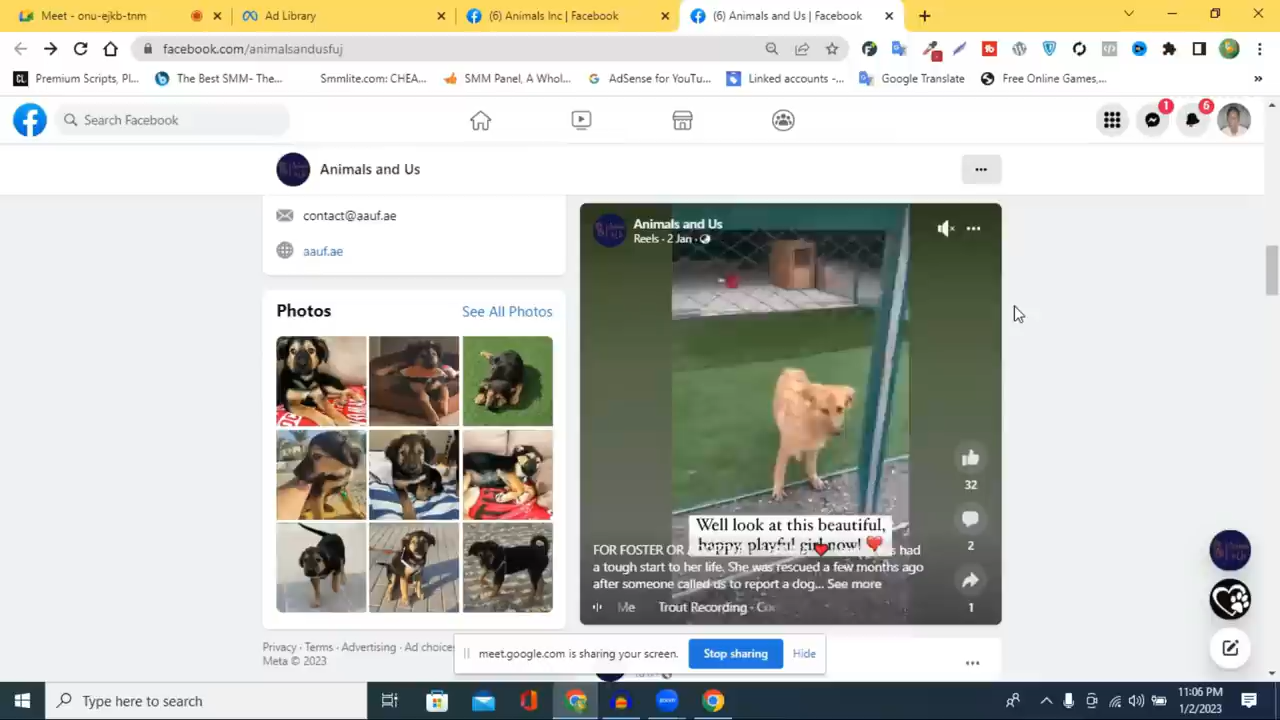 Meet - onu-ejkb-tnm
Ad Library
(6) Animals Inc | Facebook
(6) Animals and Us | Facebook
facebook.com/animalsandusfuj
Premium Scripts, Pl...
The Best SMM- The...
Smmlite.com: CHEA...
SMM Panel, A Whol...
AdSense for YouTu...
Linked accounts -...
Google Translate
Free Online Games,...
Search Facebook
1
6
Animals and Us
contact@aauf.ae
aauf.ae
Photos
See All Photos
Privacy · Terms · Advertising · Ad choices
Meta © 2023
Animals and Us
Reels · 2 Jan ·
32
2
1
Well look at this beautiful,
happy playful girl now!
FOR FOSTER OR had
a tough start to her life. She was rescued a few months ago
after someone called us to report a dog... See more
Me Trout Recording · Co
meet.google.com is sharing your screen.
Stop sharing
Hide
Type here to search
zoom
11:06 PM
1/2/2023